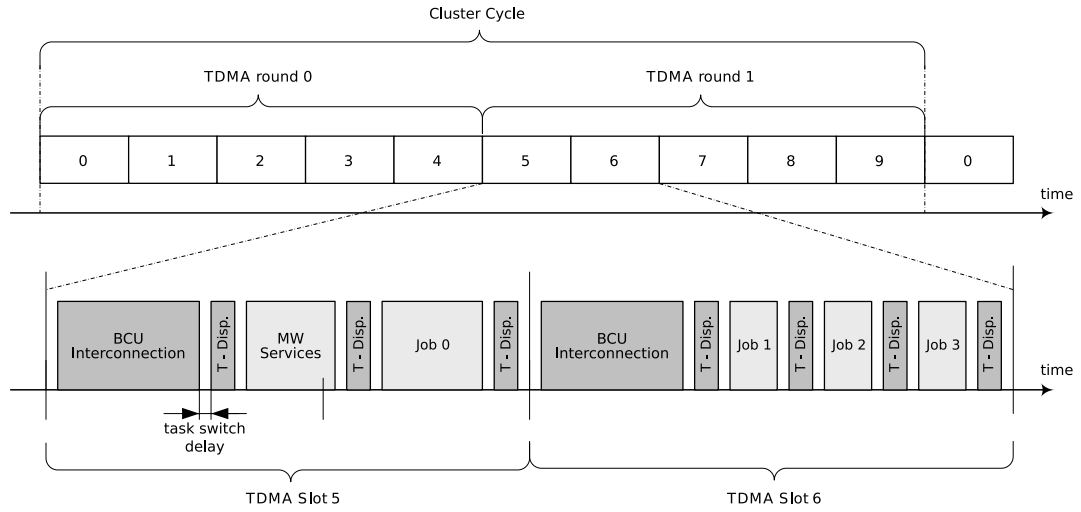 Cluster Cycle
TDMA round 0
TDMA round 1
0 1 2 3 4 5 6 7 8 9 0
time
BCU
Interconnection
T - Disp.
MW
Services
T - Disp.
Job 0
T - Disp.
BCU
Interconnection
T - Disp.
Job 1
T - Disp.
Job 2
T - Disp.
Job 3
T - Disp.
time
task switch
delay
TDMA Slot 5
TDMA Slot 6